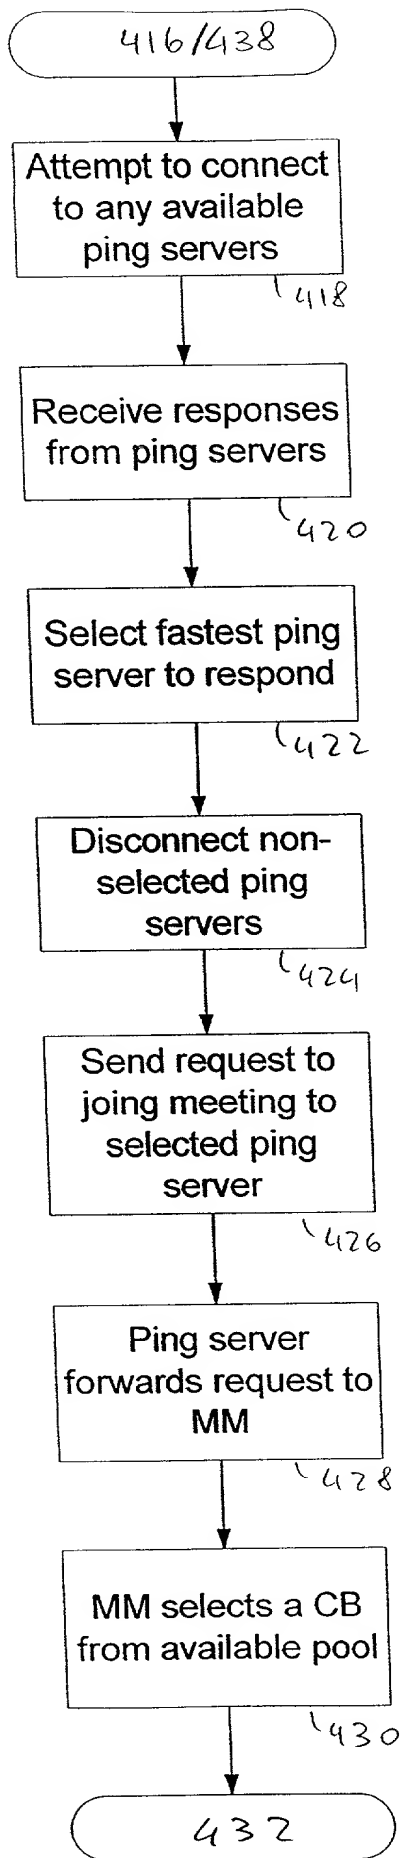 416/438
Attempt to connect
to any available
ping servers
418
Receive responses
from ping servers
420
Select fastest ping
server to respond
422
Disconnect non-
selected ping
servers
424
Send request to
joing meeting to
selected ping
server
426
Ping server
forwards request to
MM
428
MM selects a CB
from available pool
430
432